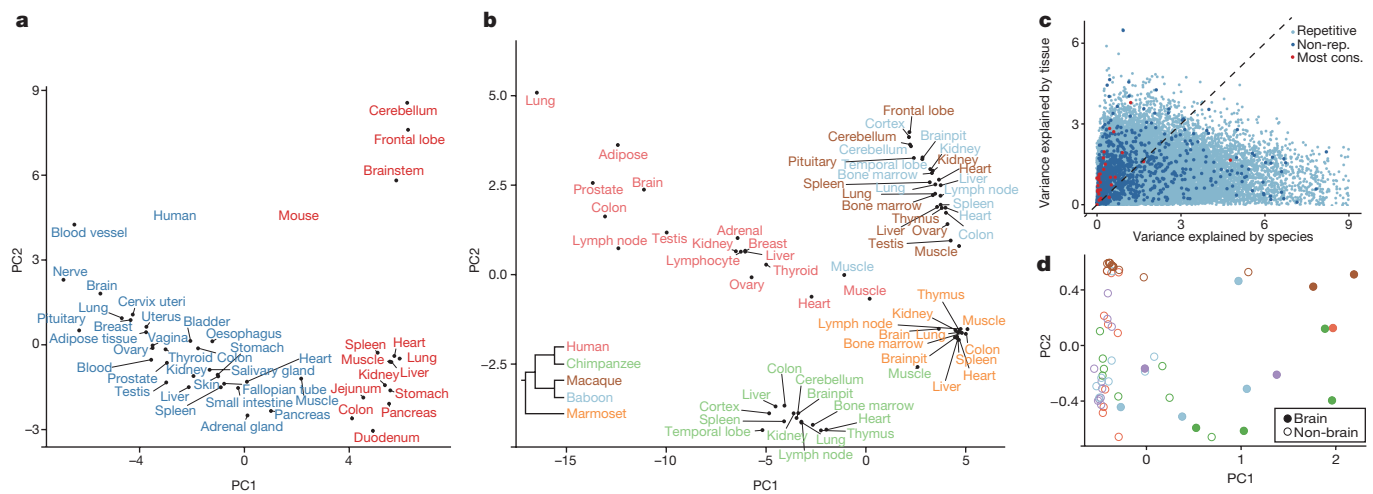 a
9
6
3
0
−3
−4
0
4
PC1
PC2
Cerebellum
Frontal lobe
Brainstem
Human
Mouse
Blood vessel
Nerve
Brain
Lung
Cervix uteri
Pituitary
Breast
Uterus
Bladder
Adipose tissue
Vagina
Oesophagus
Ovary
Stomach
Blood
Thyroid
Colon
Heart
Prostate
Kidney
Salivary gland
Testis
Skin
Fallopian tube
Liver
Small intestine
Muscle
Spleen
Pancreas
Adrenal gland
Spleen
Heart
Muscle
Lung
Kidney
Liver
Jejunum
Stomach
Colon
Pancreas
Duodenum
b
5.0
2.5
0.0
−2.5
−15
−10
−5
0
5
PC1
PC2
Lung
Adipose
Prostate
Brain
Colon
Lymph node
Testis
Adrenal
Kidney
Breast
Lymphocyte
Liver
Thyroid
Ovary
Heart
Muscle
Muscle
Frontal lobe
Cortex
Cerebellum
Brainpit
Cerebellum
Kidney
Pituitary
Temporal lobe
Kidney
Bone marrow
Heart
Spleen
Liver
Lung
Lymph node
Lung
Bone marrow
Spleen
Thymus
Heart
Liver
Ovary
Colon
Testis
Muscle
Thymus
Kidney
Muscle
Lymph node
Brain
Lung
Bone marrow
Colon
Brainpit
Spleen
Muscle
Heart
Liver
Colon
Cerebellum
Liver
Brainpit
Cortex
Bone marrow
Spleen
Heart
Temporal lobe
Kidney
Thymus
Lung
Lymph node
Human
Chimpanzee
Macaque
Baboon
Marmoset
c
6
3
0
0
3
6
9
Variance explained by species
Variance explained by tissue
Repetitive
Non-rep.
Most cons.
d
0.4
0
−0.4
0
1
2
PC1
PC2
Brain
Non-brain